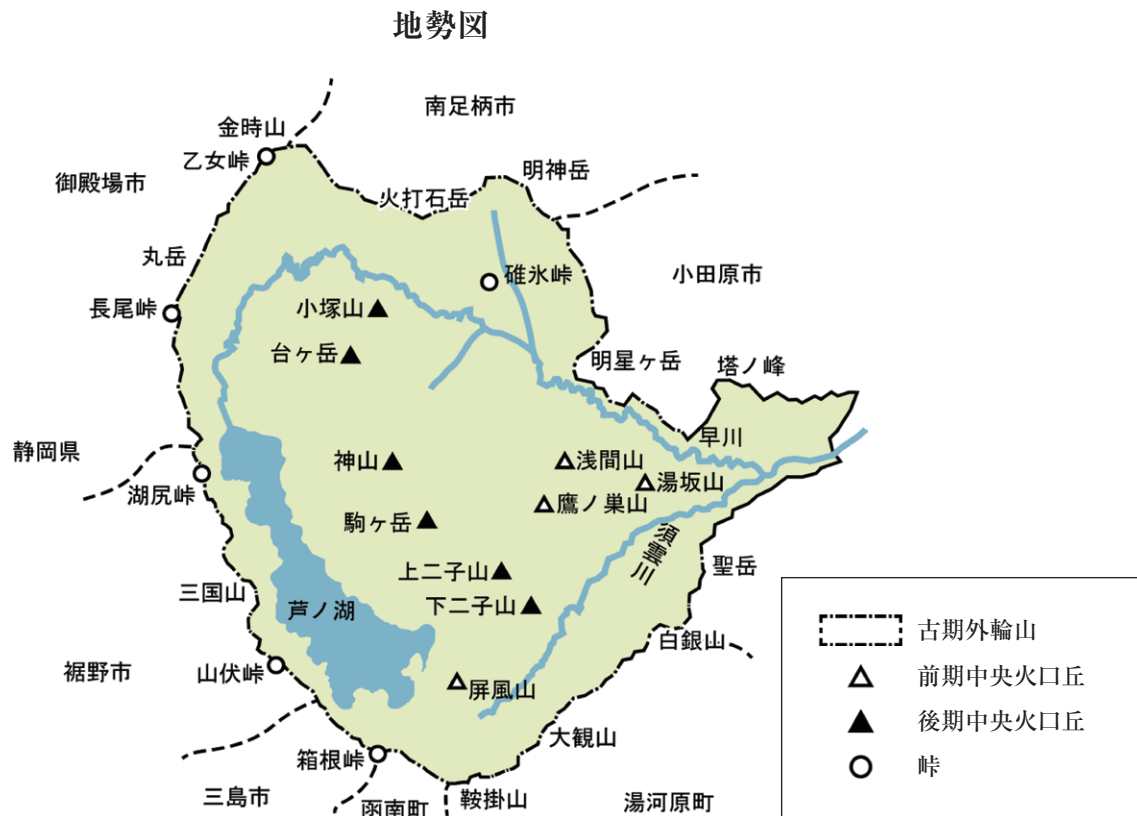 地勢図
南足柄市
金時山
乙女峠
明神岳
御殿場市
火打石岳
丸岳
碓氷峠
小田原市
長尾峠
小塚山
台ヶ岳
明星ヶ岳
塔ノ峰
早川
静岡県
神山
浅間山
湯坂山
湖尻峠
鷹ノ巣山
駒ヶ岳
須雲川
上二子山
聖岳
三国山
芦ノ湖
下二子山
古期外輪山
白銀山
裾野市
山伏峠
前期中央火口丘
屏風山
後期中央火口丘
大観山
箱根峠
峠
三島市
函南町
鞍掛山
湯河原町